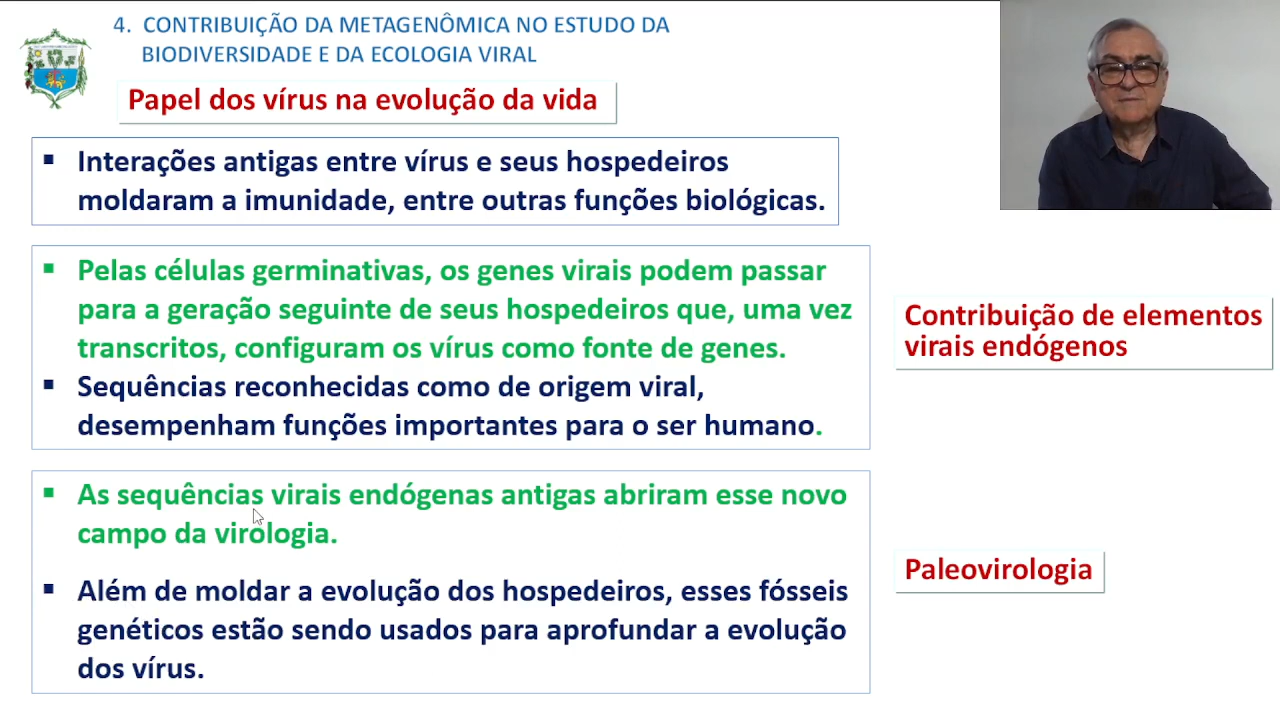 4. CONTRIBUIÇÃO DA METAGENÔMICA NO ESTUDO DA
BIODIVERSIDADE E DA ECOLOGIA VIRAL
Papel dos vírus na evolução da vida
▪ Interações antigas entre vírus e seus hospedeiros
moldaram a imunidade, entre outras funções biológicas.
▪ Pelas células germinativas, os genes virais podem passar
para a geração seguinte de seus hospedeiros que, uma vez
transcritos, configuram os vírus como fonte de genes.
▪ Sequências reconhecidas como de origem viral,
desempenham funções importantes para o ser humano.
Contribuição de elementos
virais endógenos
▪ As sequências virais endógenas antigas abriram esse novo
campo da virologia.
▪ Além de moldar a evolução dos hospedeiros, esses fósseis
genéticos estão sendo usados para aprofundar a evolução
dos vírus.
Paleovirologia